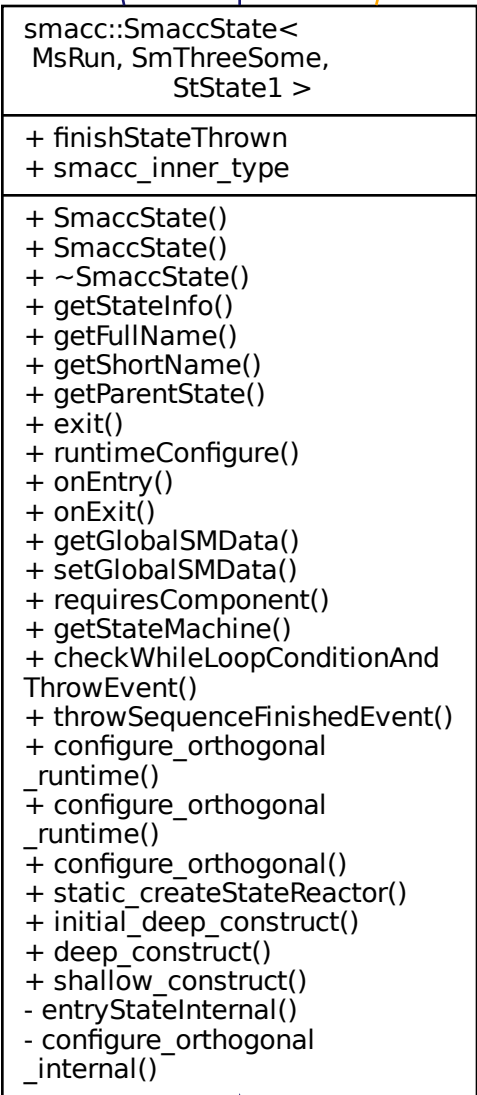 smacc::SmaccState<
MsRun, SmThreeSome,
StState1 >
+ finishStateThrown
+ smacc_inner_type
+ SmaccState()
+ SmaccState()
+ ~SmaccState()
+ getStateInfo()
+ getFullName()
+ getShortName()
+ getParentState()
+ exit()
+ runtimeConfigure()
+ onEntry()
+ onExit()
+ getGlobalSMData()
+ setGlobalSMData()
+ requiresComponent()
+ getStateMachine()
+ checkWhileLoopConditionAnd
ThrowEvent()
+ throwSequenceFinishedEvent()
+ configure_orthogonal
_runtime()
+ configure_orthogonal
_runtime()
+ configure_orthogonal()
+ static_createStateReactor()
+ initial_deep_construct()
+ deep_construct()
+ shallow_construct()
- entryStateInternal()
- configure_orthogonal
_internal()